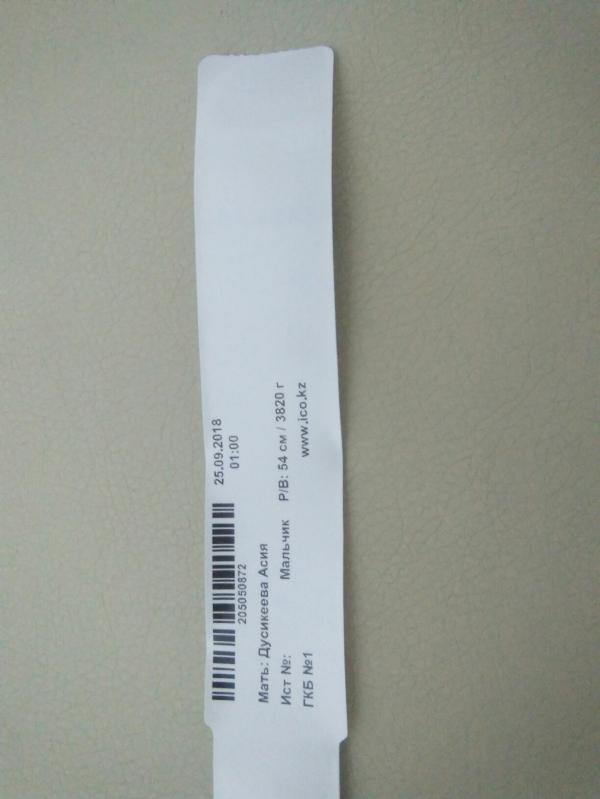 25.09.2018
205050872 01:00
Мать: Дусикеева Асия
Ист №: Мальчик Р/В: 54 см / 3820 г
ГКБ №1 www.ico.kz